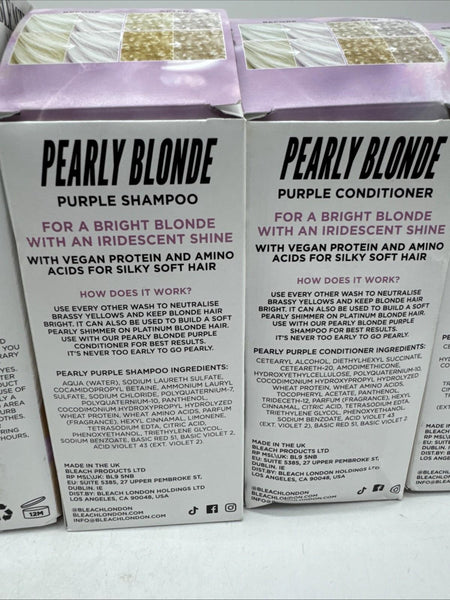 PEARLY BLONDE
PURPLE SHAMPOO
FOR A BRIGHT BLONDE
WITH AN IRIDESCENT SHINE
WITH VEGAN PROTEIN AND AMINO
ACIDS FOR SILKY SOFT HAIR
HOW DOES IT WORK?
USE EVERY OTHER WASH TO NEUTRALISE
BRASSY YELLOWS AND KEEP BLONDE HAIR
BRIGHT. IT CAN ALSO BE USED TO BUILD A SOFT
PEARLY SHIMMER ON PLATINUM BLONDE HAIR.
USE WITH OUR PEARLY BLONDE PURPLE
CONDITIONER FOR BEST RESULTS.
IT'S NEVER TOO EARLY TO GO PEARLY.
PEARLY PURPLE SHAMPOO INGREDIENTS:
AQUA (WATER), SODIUM LAURETH SULFATE,
COCAMIDOPROPYL BETAINE, AMMONIUM LAURYL
SULFATE, SODIUM CHLORIDE, POLYQUATERNIUM-7,
POLYQUATERNIUM-10, PANTHENOL,
COCODIMONIUM HYDROXYPROPYL HYDROLYZED
WHEAT PROTEIN, WHEAT AMINO ACIDS, PARFUM
(FRAGRANCE), HEXYL CINNAMAL, LIMONENE,
TETRASODIUM EDTA, CITRIC ACID,
PHENOXYETHANOL, TRIETHYLENE GLYCOL,
SODIUM BENZOATE, BASIC RED 51, BASIC VIOLET 2,
ACID VIOLET 43 (EXT. VIOLET 2).
MADE IN THE UK
BLEACH PRODUCTS LTD
RP MSL\UK BL9 5NB
EU: SUITE 5385, 27 UPPER PEMBROKE ST,
DUBLIN. IE
DIST/BY: BLEACH LONDON HOLDINGS LTD
LOS ANGELES, CA 90048, USA.
@BLEACHLONDON
BLEACHLONDON.COM
INFO@BLEACHLONDON.COM
12M
PEARLY BLONDE
PURPLE CONDITIONER
FOR A BRIGHT BLONDE
WITH AN IRIDESCENT SHINE
WITH VEGAN PROTEIN AND AMINO
ACIDS FOR SILKY SOFT HAIR
HOW DOES IT WORK?
USE EVERY OTHER WASH TO NEUTRALISE
BRASSY YELLOWS AND KEEP BLONDE HAIR
BRIGHT. IT CAN ALSO BE USED TO BUILD A SOFT
PEARLY SHIMMER ON PLATINUM BLONDE HAIR.
USE WITH OUR PEARLY BLONDE PURPLE
SHAMPOO FOR BEST RESULTS.
IT'S NEVER TOO EARLY TO GO PEARLY.
PEARLY PURPLE CONDITIONER INGREDIENTS:
CETEARYL ALCOHOL, DIETHYLHEXYL SUCCINATE,
CETEARETH-20, AMODIMETHICONE,
HYDROXYETHYLCELLULOSE, POLYQUATERNIUM-10,
COCODIMONIUM HYDROXYPROPYL HYDROLYZED
WHEAT PROTEIN, WHEAT AMINO ACIDS,
TOCOPHERYL ACETATE, PANTHENOL,
TRICETETH-12, PARFUM (FRAGRANCE), HEXYL
CINNAMAL, CITRIC ACID, TETRASODIUM EDTA,
TRIETHYLENE GLYCOL, PHENOXYETHANOL
SODIUM BENZOATE, ACID VIOLET 43
(EXT. VIOLET 2), BASIC RED 51, BASIC VIOLET 2
MADE IN THE UK
BLEACH PRODUCTS LTD
RP MSL\UK BL9 5NB
EU: SUITE 5385, 27 UPPER PEMBROKE ST,
DUBLIN. IE
DIST/BY: BLEACH LONDON HOLDINGS LTD
LOS ANGELES, CA 90048, USA.
@BLEACHLONDON
BLEACHLONDON.COM
INFO@BLEACHLONDON.COM